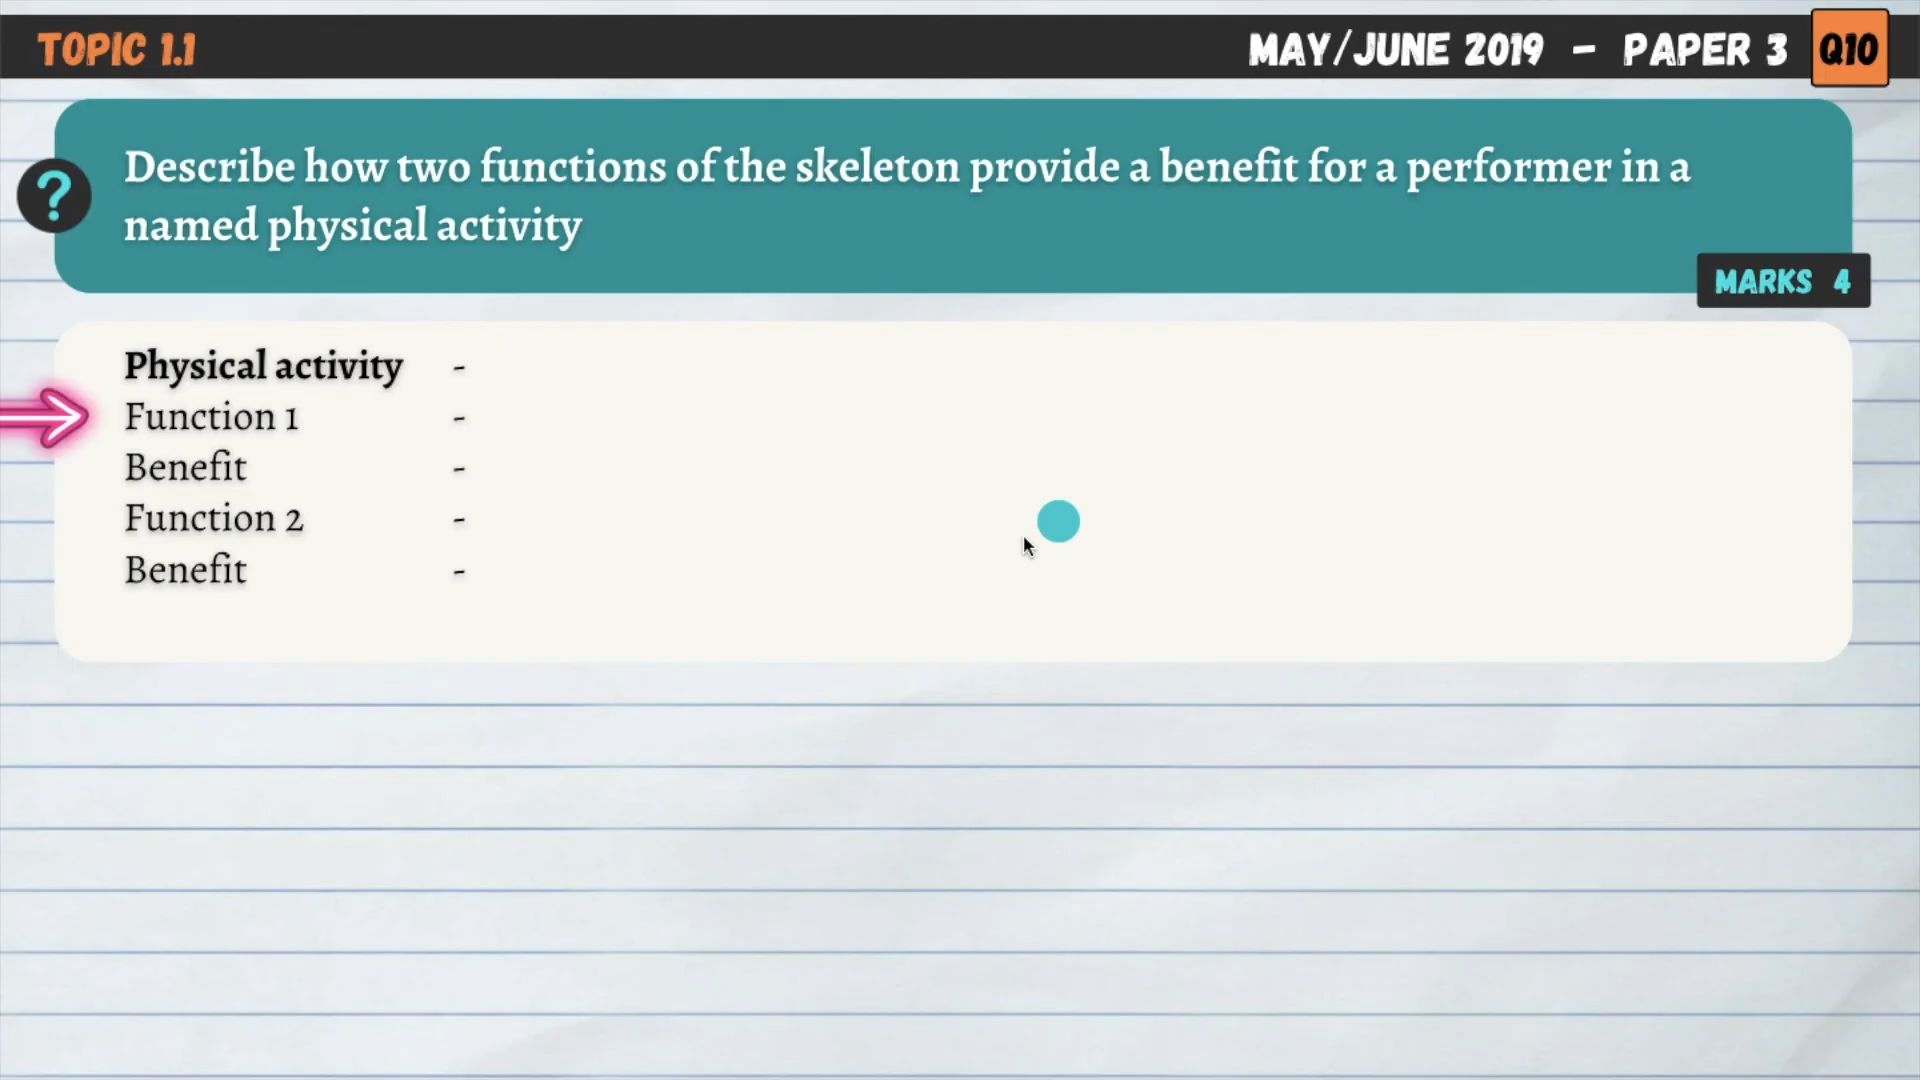 TOPIC 1.1
MAY/JUNE 2019 - PAPER 3 Q10
?
Describe how two functions of the skeleton provide a benefit for a performer in a
named physical activity
MARKS 4
Physical activity -
Function 1 -
Benefit -
Function 2 -
Benefit -